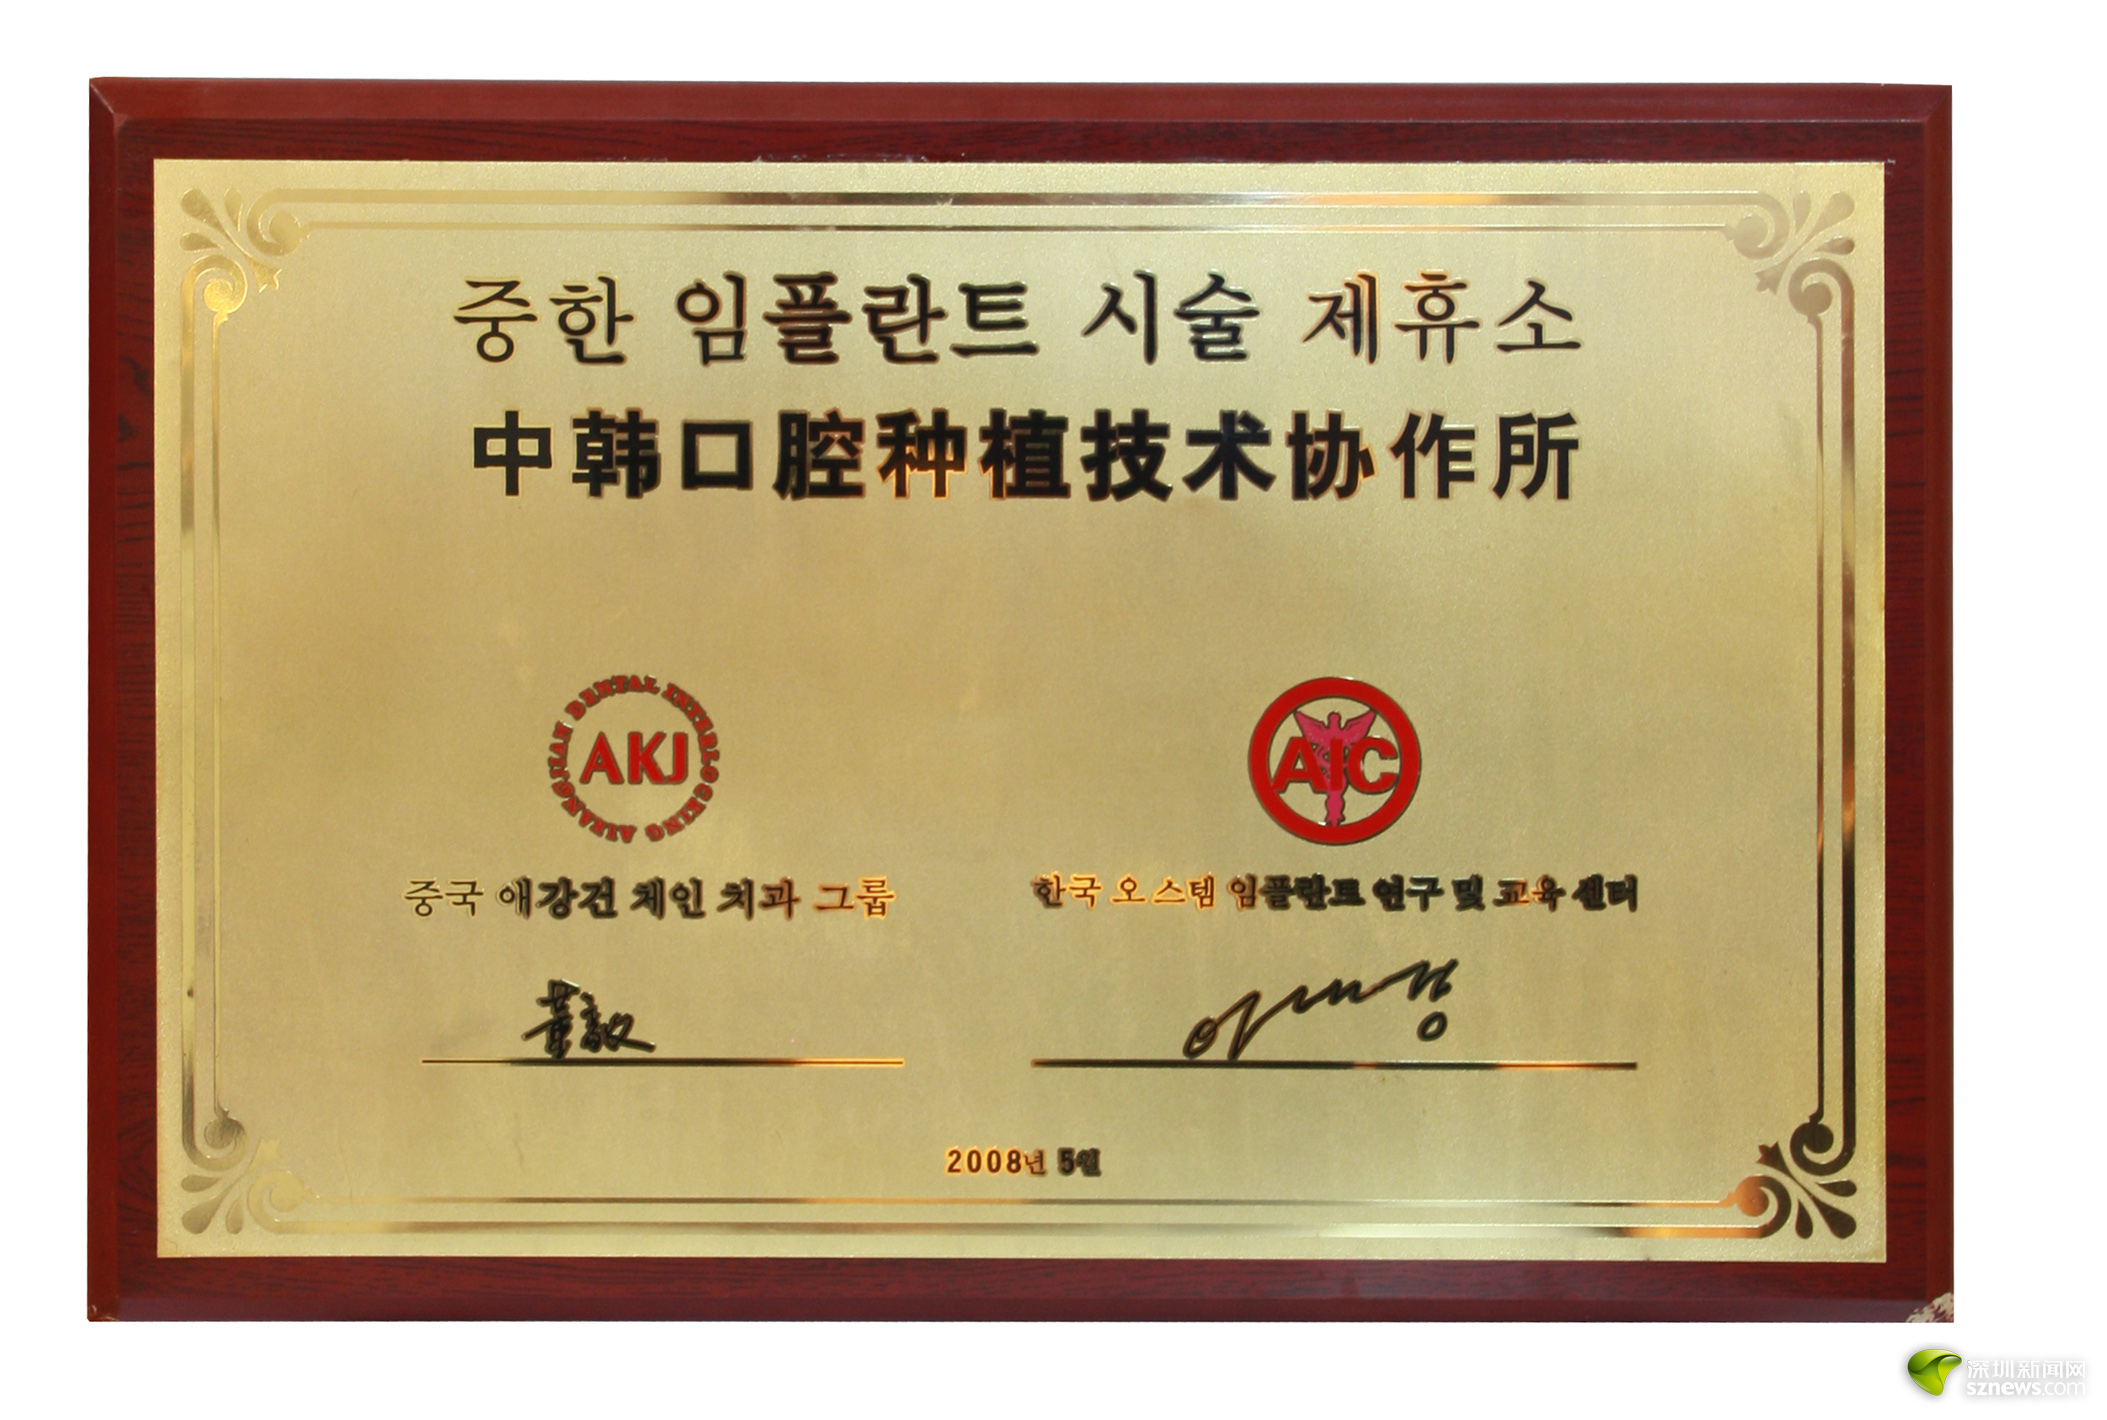 중한 임플란트 시술 제휴소
中韩口腔种植技术协作所
AIKANGJIAN DENTAL INTERLOCKING
AKJ
AIC
중국 애강건 체인 치과 그룹
한국 오스템 임플란트 연구 및 교육 센터
2008년 5월
深圳新闻网
sznews.com